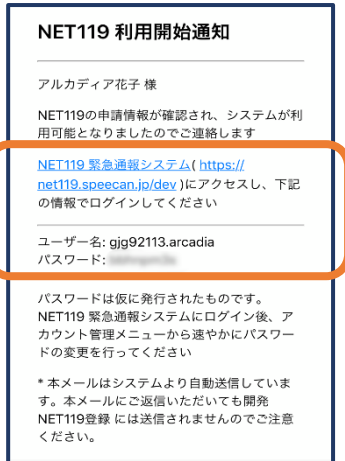 NET119 利用開始通知
アルカディア花子 様
NET119の申請情報が確認され、システムが利
用可能となりましたのでご連絡します
NET119 緊急通報システム( https://
net119.speecan.jp/dev )にアクセスし、下記
の情報でログインしてください
ユーザー名: gjg92113.arcadia
パスワード:
パスワードは仮に発行されたものです。
NET119 緊急通報システムにログイン後、ア
カウント管理メニューから速やかにパスワー
ドの変更を行ってください
* 本メールはシステムより自動送信していま
す。本メールにご返信いただいても開発
NET119登録 には送信されませんのでご注意
ください。